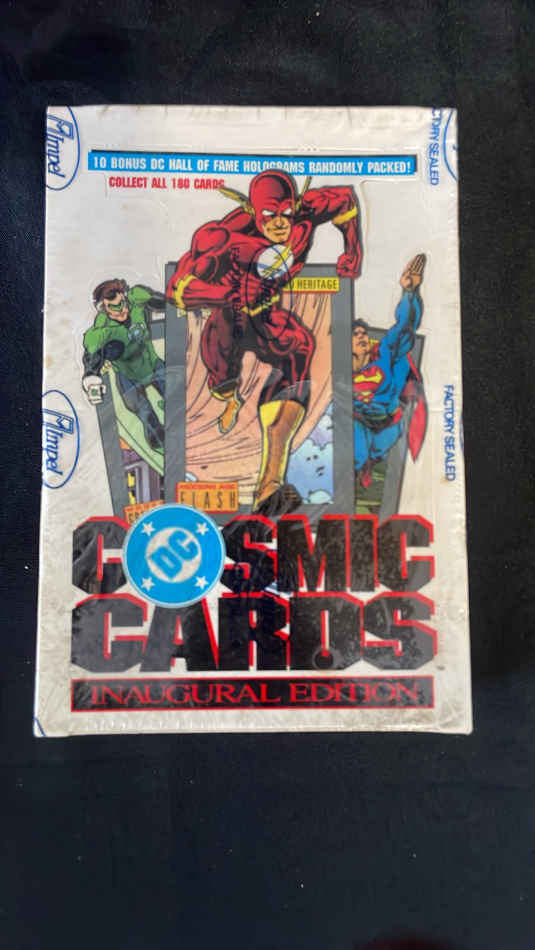 Impel
FACTORY SEALED
10 BONUS DC HALL OF FAME HOLOGRAMS RANDOMLY PACKED!
COLLECT ALL 180 CARDS
HERITAGE
Impel
FACTORY SEALED
FLASH
COSMIC
DC
CARDS
INAUGURAL EDITION